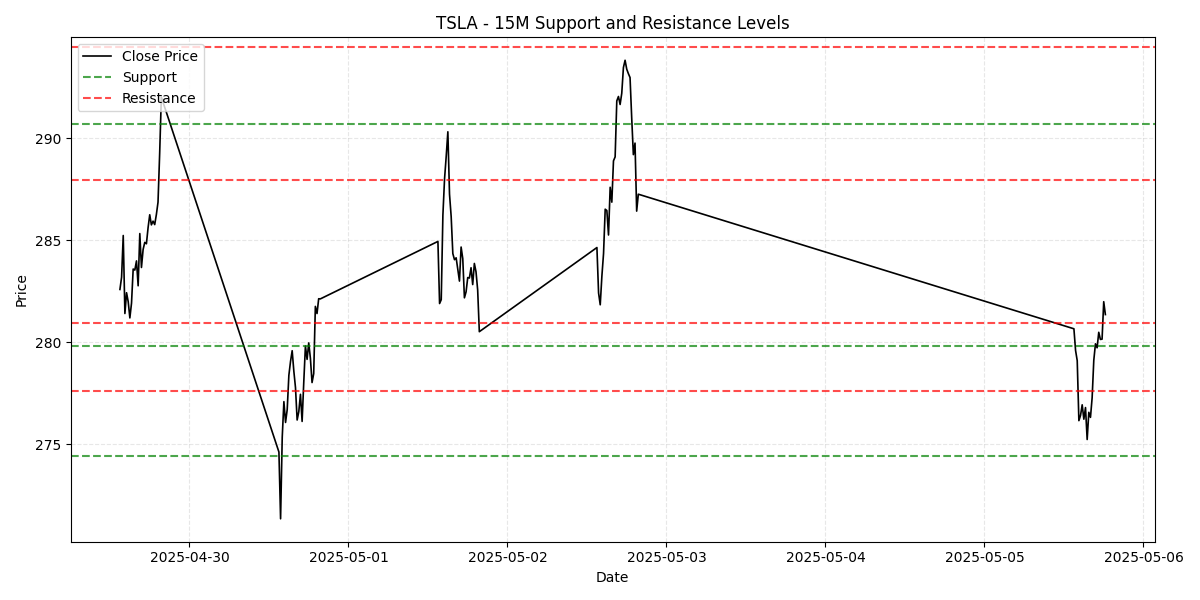 TSLA - 15M Support and Resistance Levels
Close Price
Support
Resistance
Price
290
285
280
275
2025-04-30
2025-05-01
2025-05-02
2025-05-03
2025-05-04
2025-05-05
2025-05-06
Date